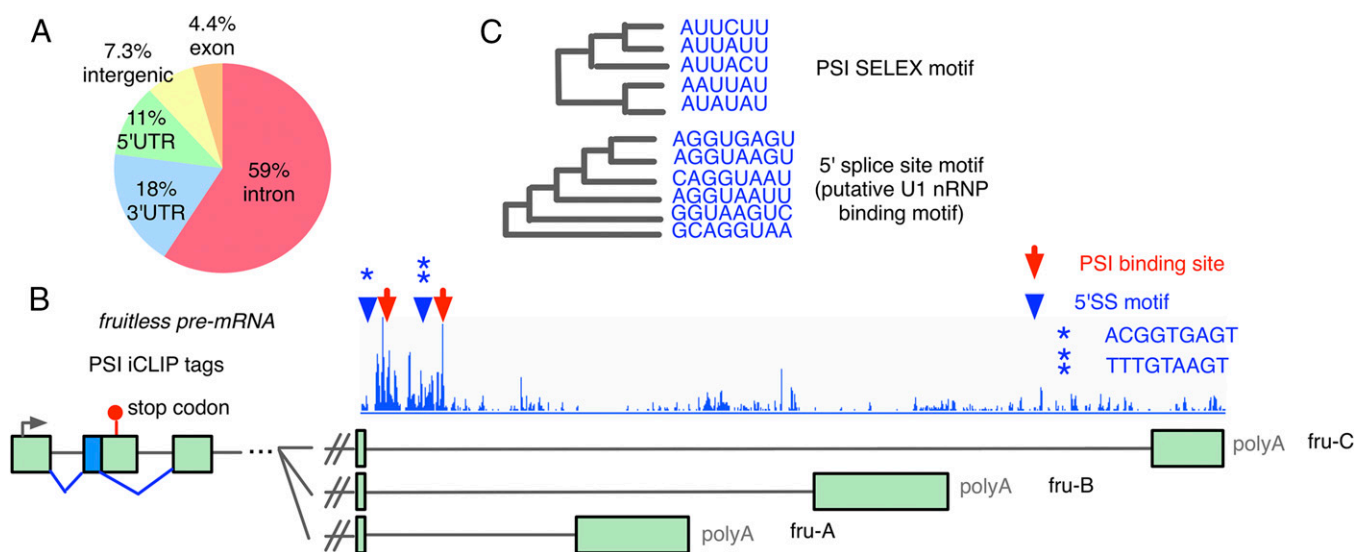 A
4.4%
exon
7.3%
intergenic
11%
5'UTR
18%
3'UTR
59%
intron
C
AUUCUU
AUUAUU
AUUACU
AAUUAU
AUAUAU
PSI SELEX motif
AGGUGAGU
AGGUAAGU
CAGGUAAU
AGGUAAUU
GGUAAGUC
GCAGGUAA
5' splice site motif
(putative U1 nRNP
binding motif)
B
fruitless pre-mRNA
PSI iCLIP tags
stop codon
...
*
*
*
PSI binding site
5'SS motif
* ACGGTGAGT
*
* TTTGTAAGT
//
polyA fru-C
//
polyA fru-B
//
polyA fru-A